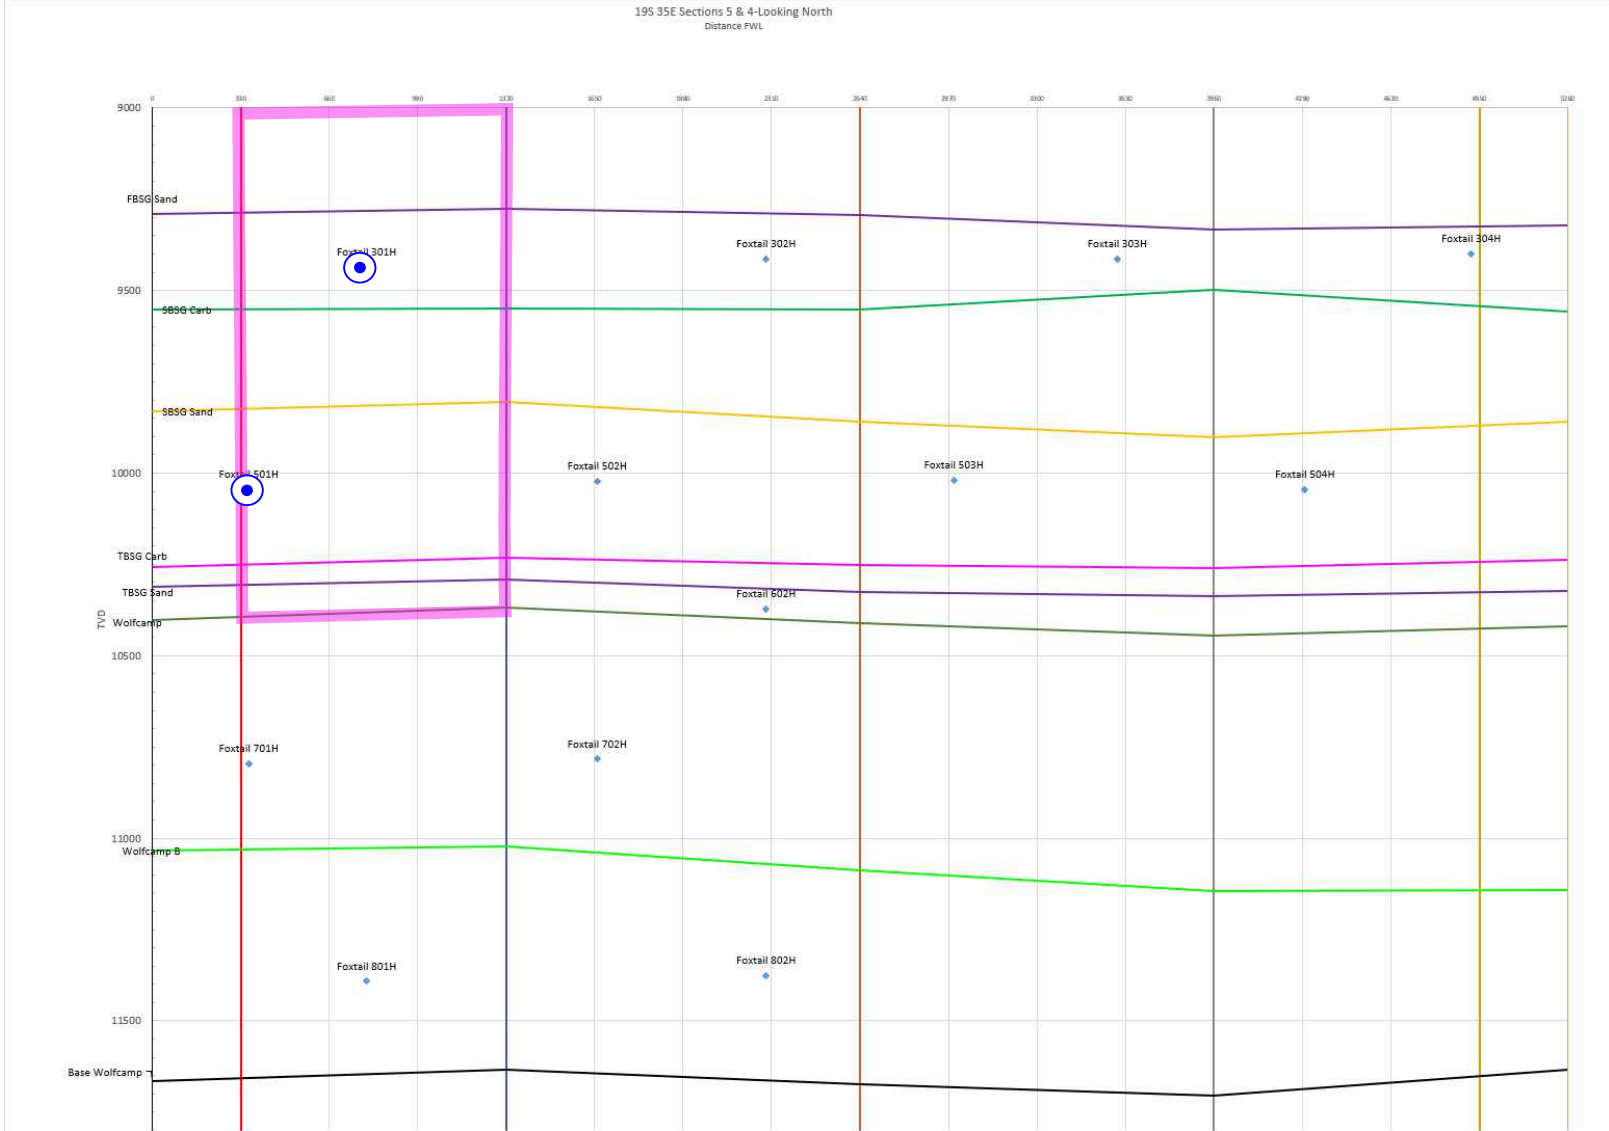 19S 35E Sections 5 & 4-Looking North
Distance FWL
0 330 660 990 1320 1650 1980 2310 2640 2970 3300 3630 3960 4290 4620 4950 5280
9000
FBSG Sand
Foxtail 301H
Foxtail 302H
Foxtail 303H
Foxtail 304H
9500
SBSG Carb
SBSG Sand
10000
Foxtail 501H
Foxtail 502H
Foxtail 503H
Foxtail 504H
TBSG Carb
TBSG Sand
Foxtail 602H
TVD
Wolfcamp
10500
Foxtail 701H
Foxtail 702H
11000
Wolfcamp B
Foxtail 801H
Foxtail 802H
11500
Base Wolfcamp